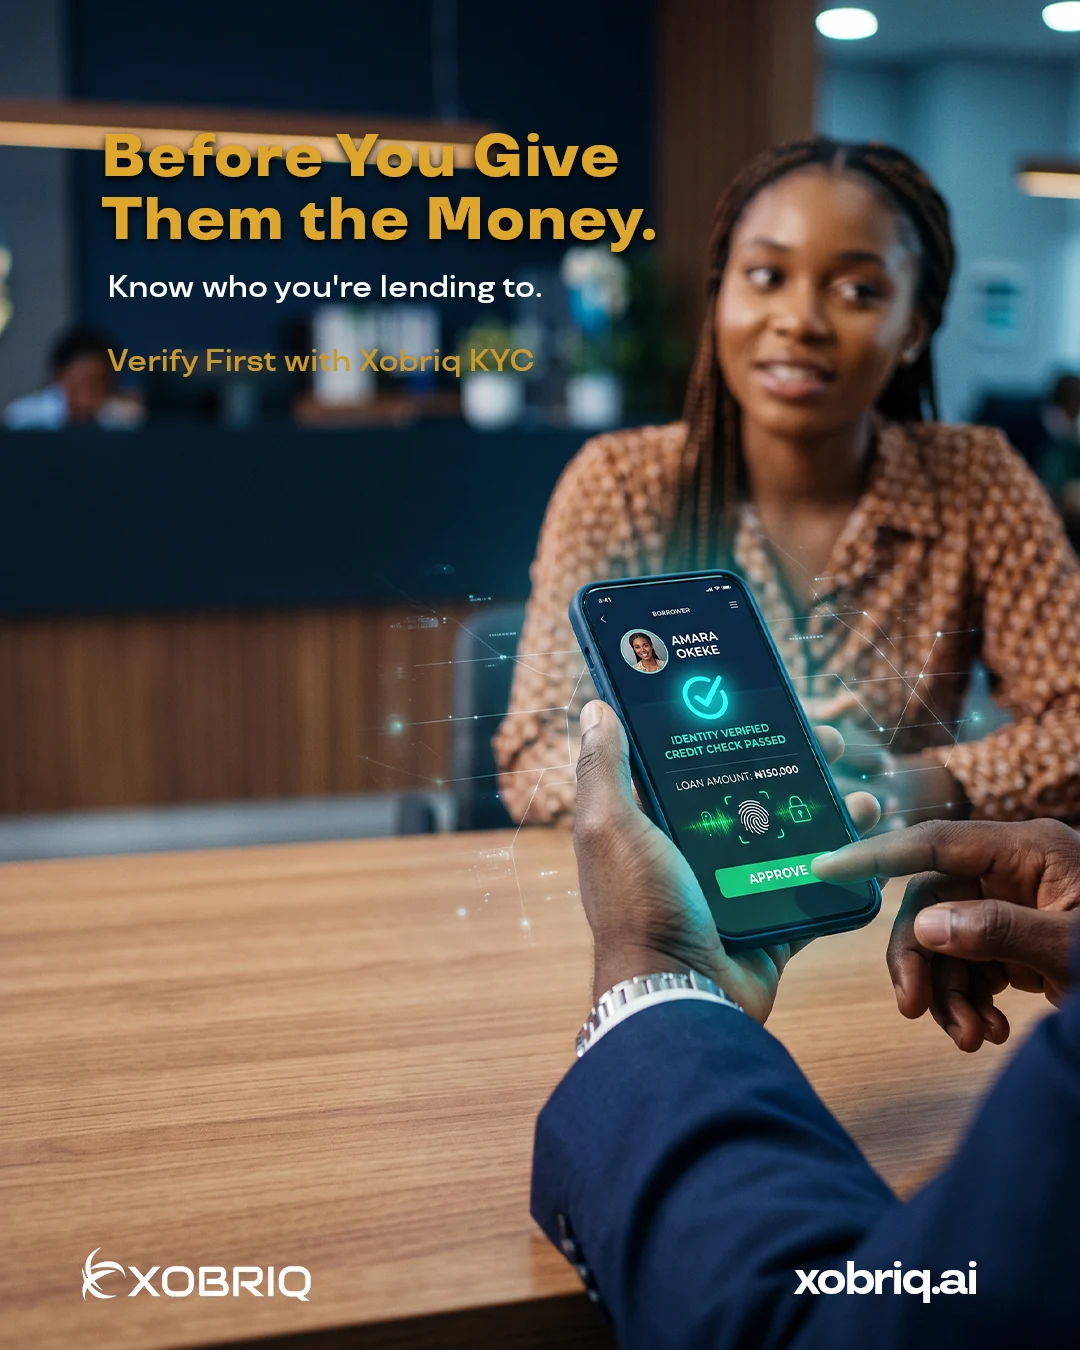 Before You Give
Them the Money.
Know who you're lending to.
Verify First with Xobriq KYC
BORROWER
AMARA
OKEKE
IDENTITY VERIFIED
CREDIT CHECK PASSED
LOAN AMOUNT: ₦150,000
APPROVE
XOBRIQ
xobriq.ai